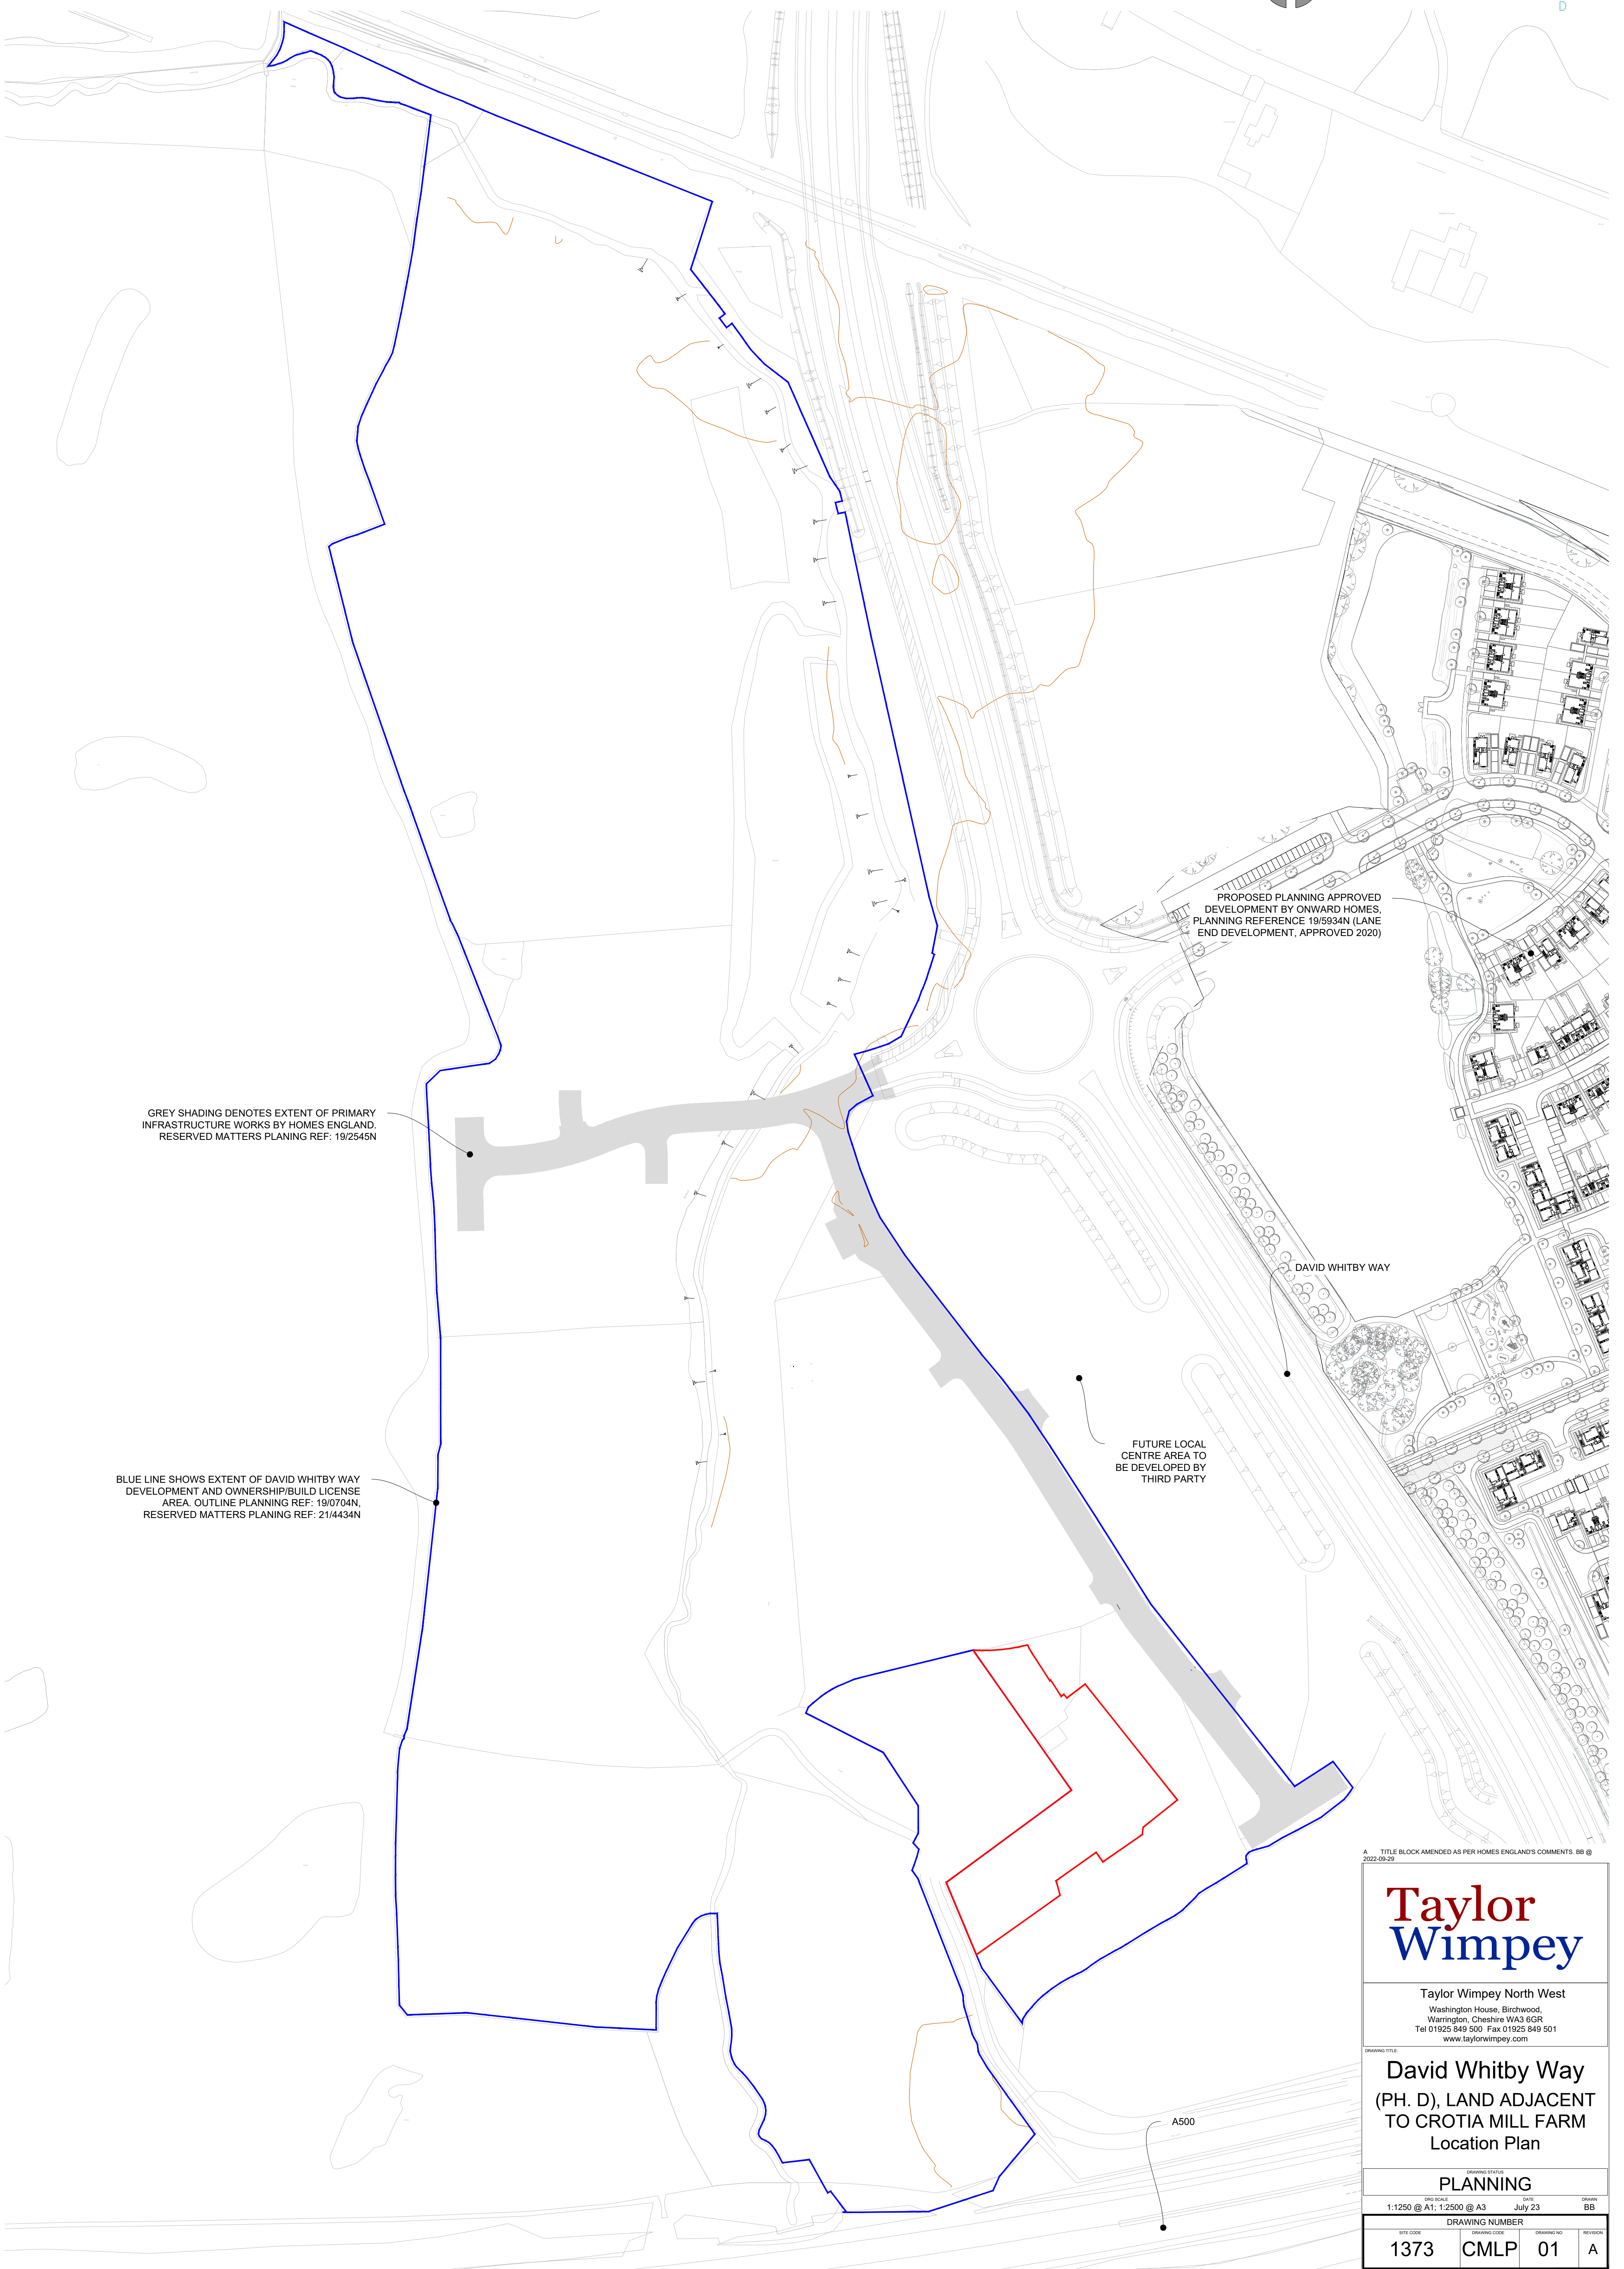 D
PROPOSED PLANNING APPROVED
DEVELOPMENT BY ONWARD HOMES,
PLANNING REFERENCE 19/5934N (LANE
END DEVELOPMENT, APPROVED 2020)
GREY SHADING DENOTES EXTENT OF PRIMARY
INFRASTRUCTURE WORKS BY HOMES ENGLAND.
RESERVED MATTERS PLANING REF: 19/2545N
DAVID WHITBY WAY
FUTURE LOCAL
CENTRE AREA TO
BE DEVELOPED BY
THIRD PARTY
BLUE LINE SHOWS EXTENT OF DAVID WHITBY WAY
DEVELOPMENT AND OWNERSHIP/BUILD LICENSE
AREA. OUTLINE PLANNING REF: 19/0704N,
RESERVED MATTERS PLANING REF: 21/4434N
A500
A TITLE BLOCK AMENDED AS PER HOMES ENGLAND'S COMMENTS. BB @
2022-09-29
Taylor
Wimpey
Taylor Wimpey North West
Washington House, Birchwood,
Warrington, Cheshire WA3 6GR
Tel 01925 849 500 Fax 01925 849 501
www.taylorwimpey.com
DRAWING TITLE:
David Whitby Way
(PH. D), LAND ADJACENT
TO CROTIA MILL FARM
Location Plan
DRAWING STATUS
PLANNING
DRG SCALE DATE DRAWN
1:1250 @ A1; 1:2500 @ A3 July 23 BB
DRAWING NUMBER
SITE CODE DRAWING CODE DRAWING NO REVISION
1373 CMLP 01 A